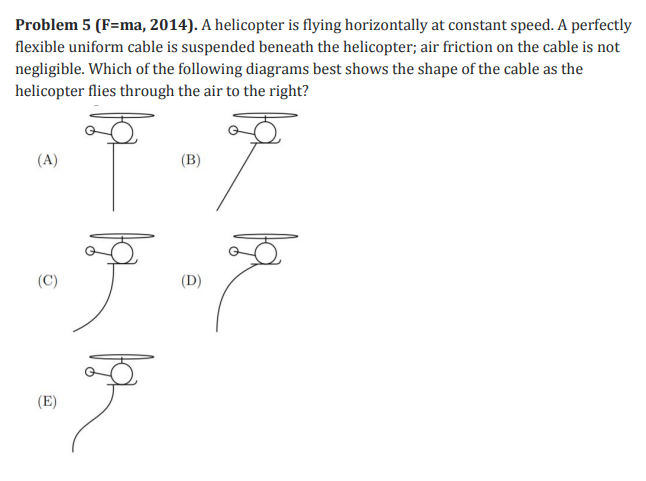 Problem 5 (F=ma, 2014). A helicopter is flying horizontally at constant speed. A perfectly
flexible uniform cable is suspended beneath the helicopter; air friction on the cable is not
negligible. Which of the following diagrams best shows the shape of the cable as the
helicopter flies through the air to the right?
(A)
(B)
(C)
(D)
(E)